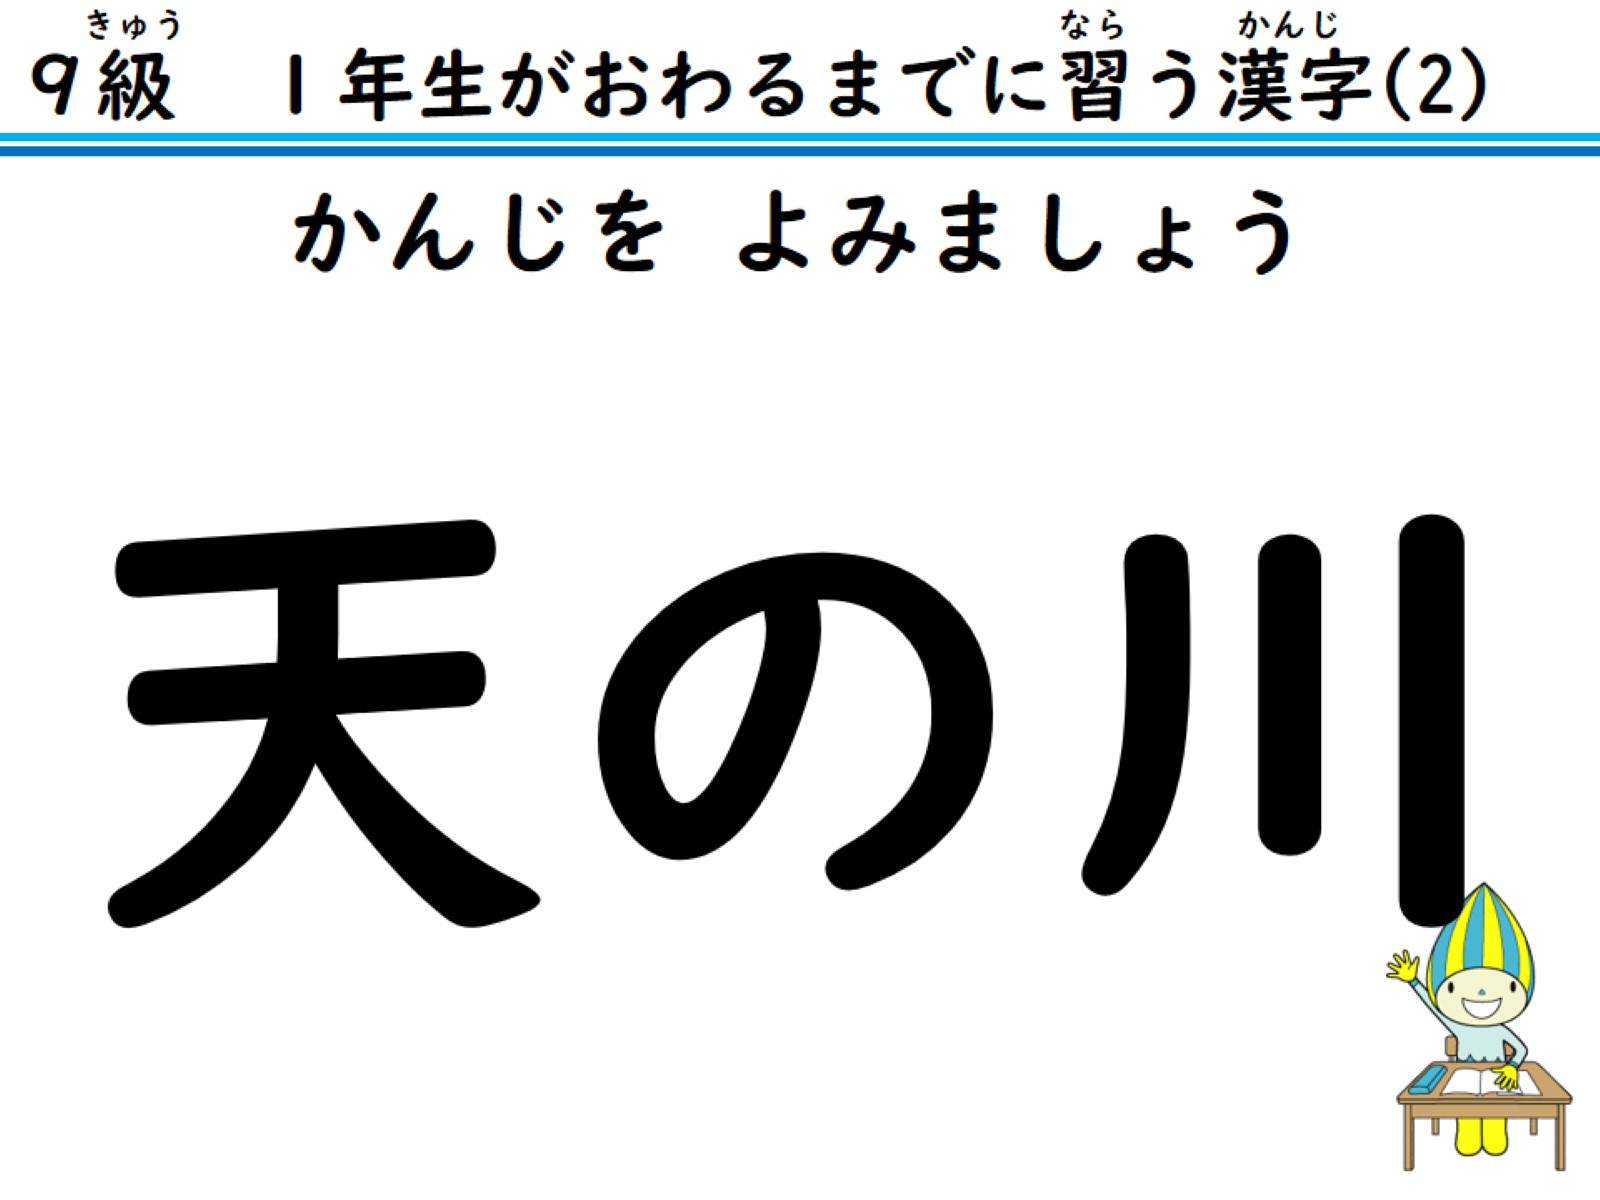 きゅう なら かんじ
9級 1年生がおわるまでに習う漢字(2)
かんじを よみましょう
天の川